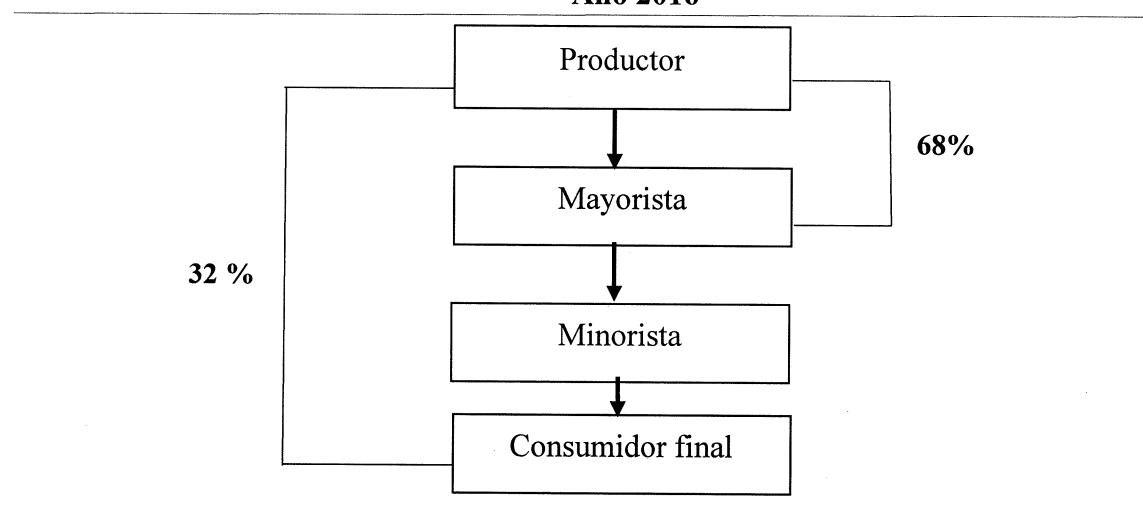 Productor
68%
Mayorista
32 %
Minorista
Consumidor final